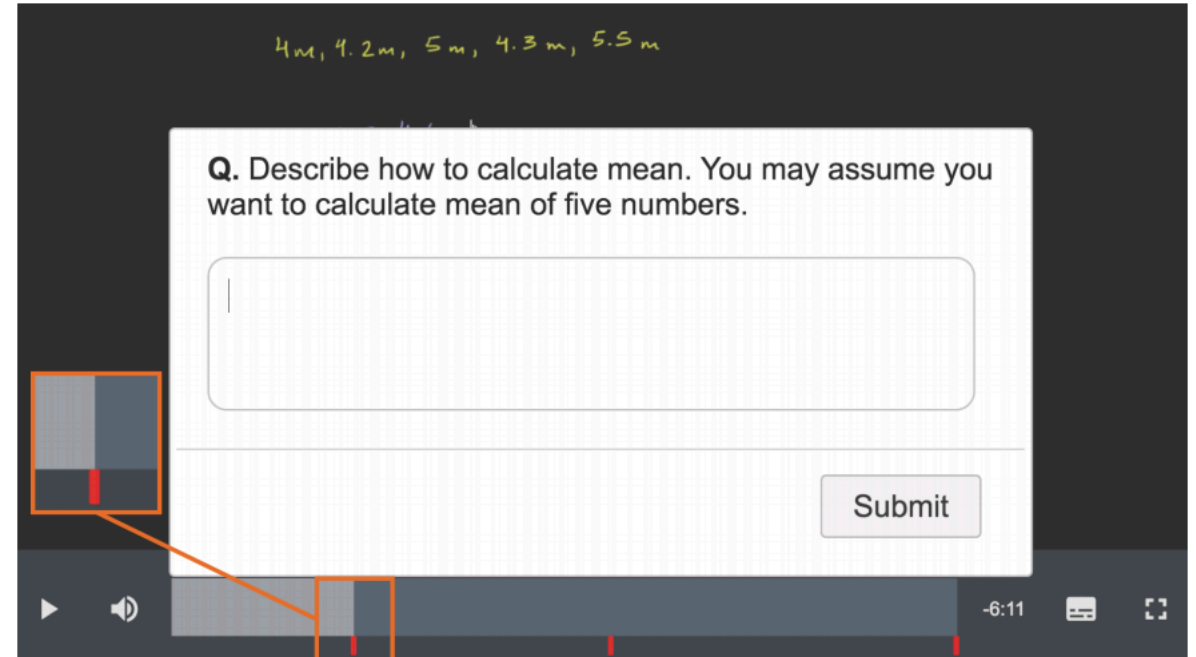 4m, 4.2m, 5m, 4.3m, 5.5m
Q. Describe how to calculate mean. You may assume you
want to calculate mean of five numbers.
Submit
-6:11